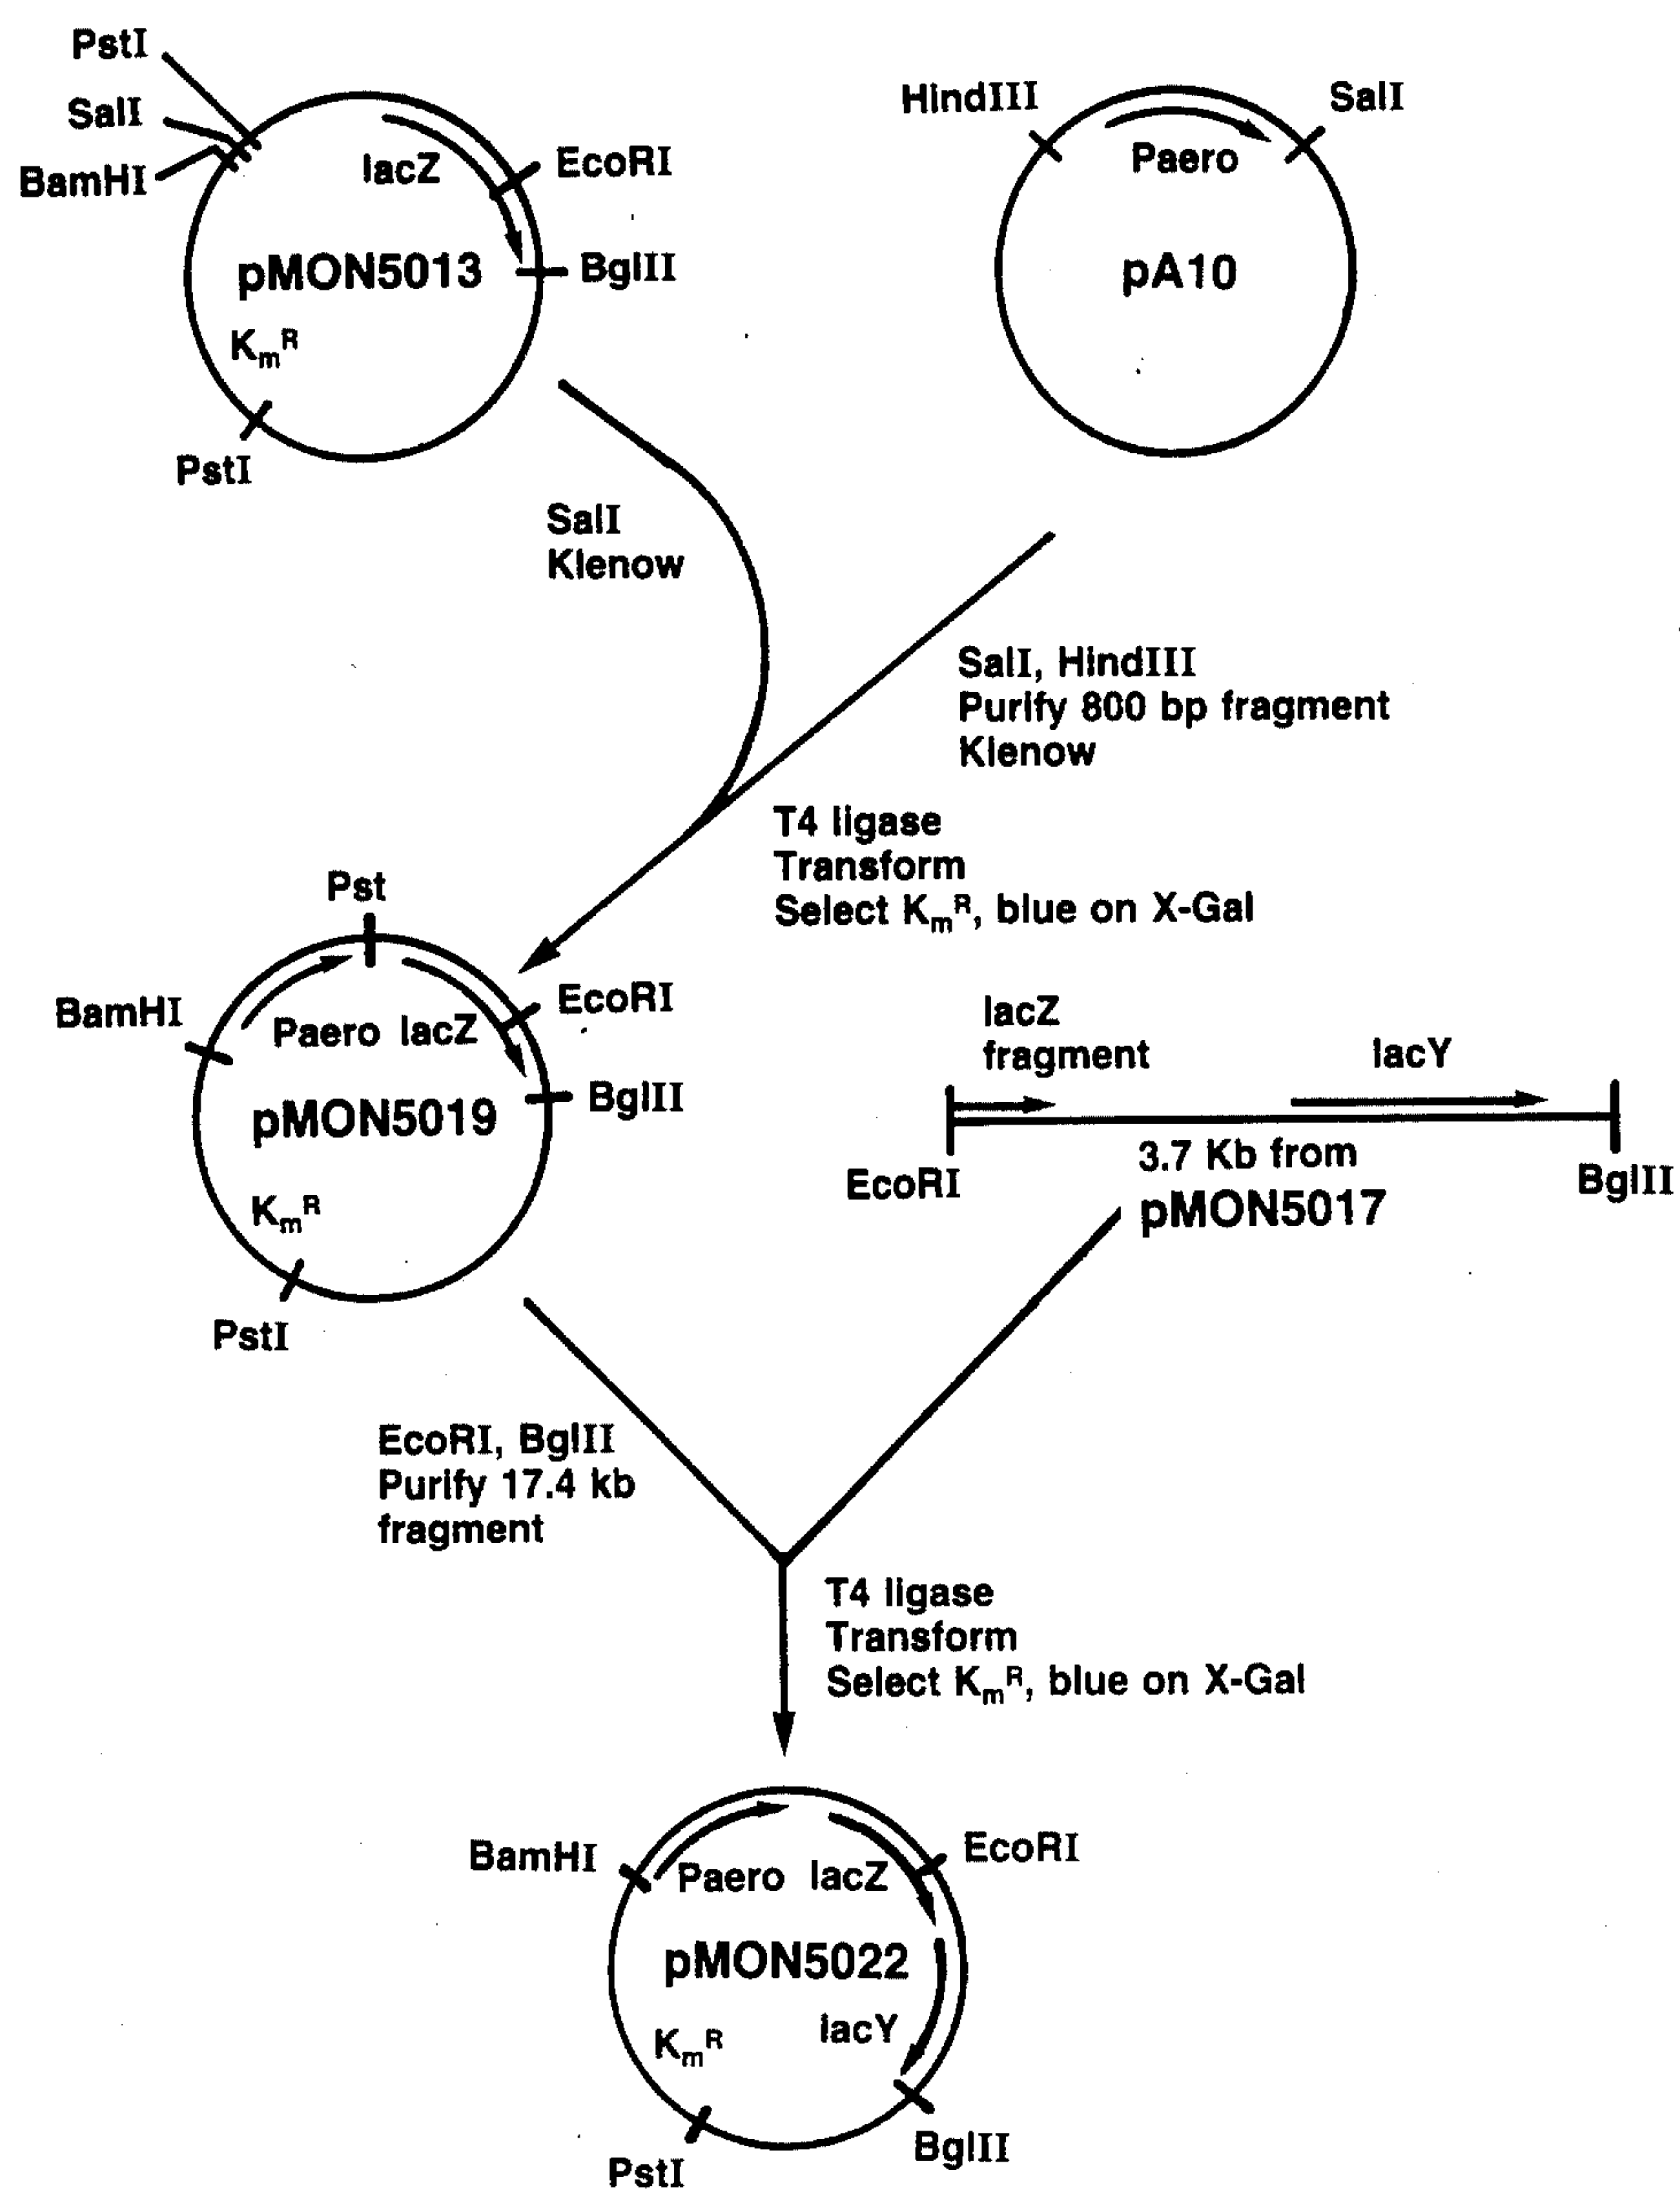 PstI
SalI
BamHI
lacZ
EcoRI
BglII
pMON5013
KmR
PstI
HindIII
SalI
Paero
pA10
SalI
Klenow
SalI, HindIII
Purify 800 bp fragment
Klenow
T4 ligase
Transform
Select KmR, blue on X-Gal
Pst
BamHI
EcoRI
Paero lacZ
BglII
pMON5019
KmR
PstI
lacZ
fragment
lacY
EcoRI
3.7 Kb from
pMON5017
BglII
EcoRI, BglII
Purify 17.4 kb
fragment
T4 ligase
Transform
Select KmR, blue on X-Gal
BamHI
EcoRI
Paero lacZ
pMON5022
lacY
KmR
BglII
PstI